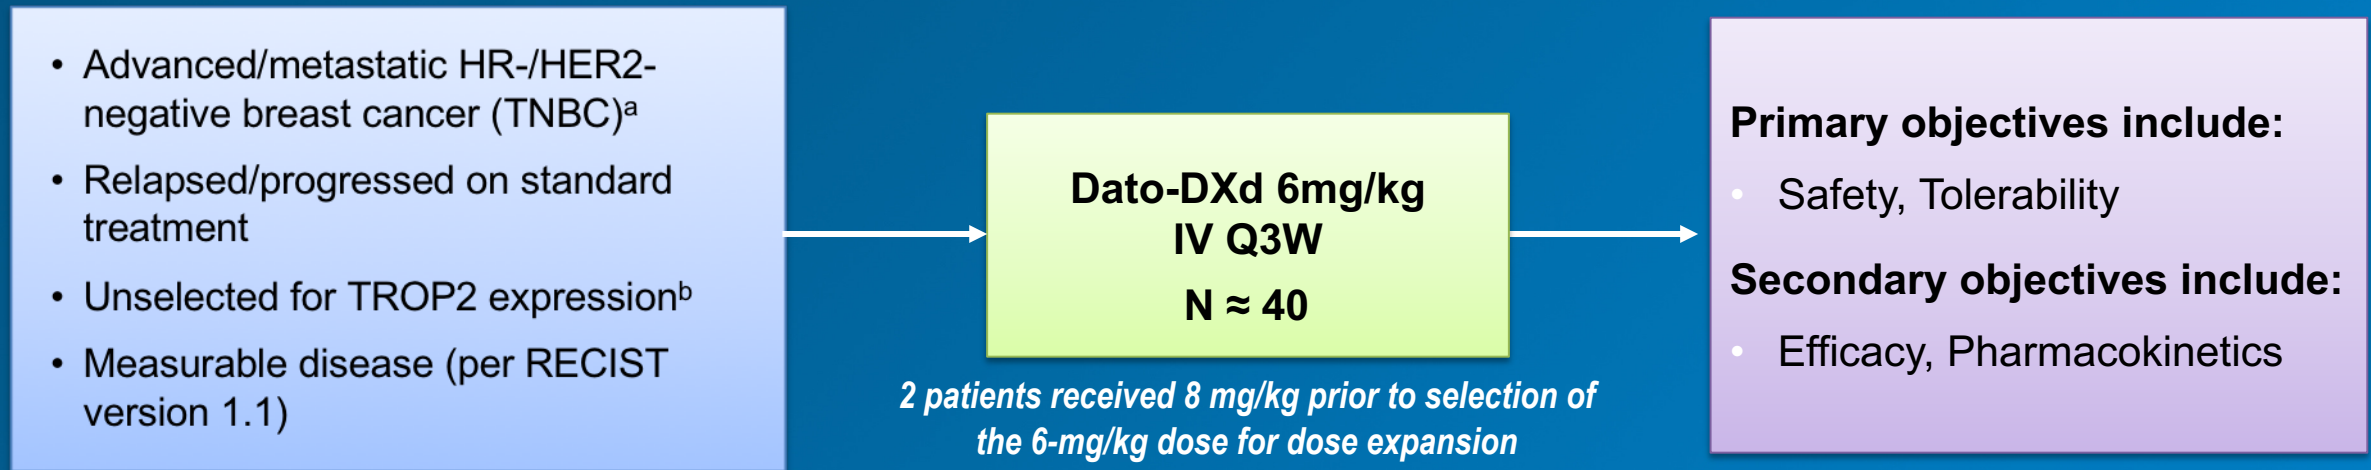 • Advanced/metastatic HR-/HER2-
negative breast cancer (TNBC)ᵃ
• Relapsed/progressed on standard
treatment
• Unselected for TROP2 expressionᵇ
• Measurable disease (per RECIST
version 1.1)
Dato-DXd 6mg/kg
IV Q3W
N ≈ 40
2 patients received 8 mg/kg prior to selection of
the 6-mg/kg dose for dose expansion
Primary objectives include:
• Safety, Tolerability
Secondary objectives include:
• Efficacy, Pharmacokinetics